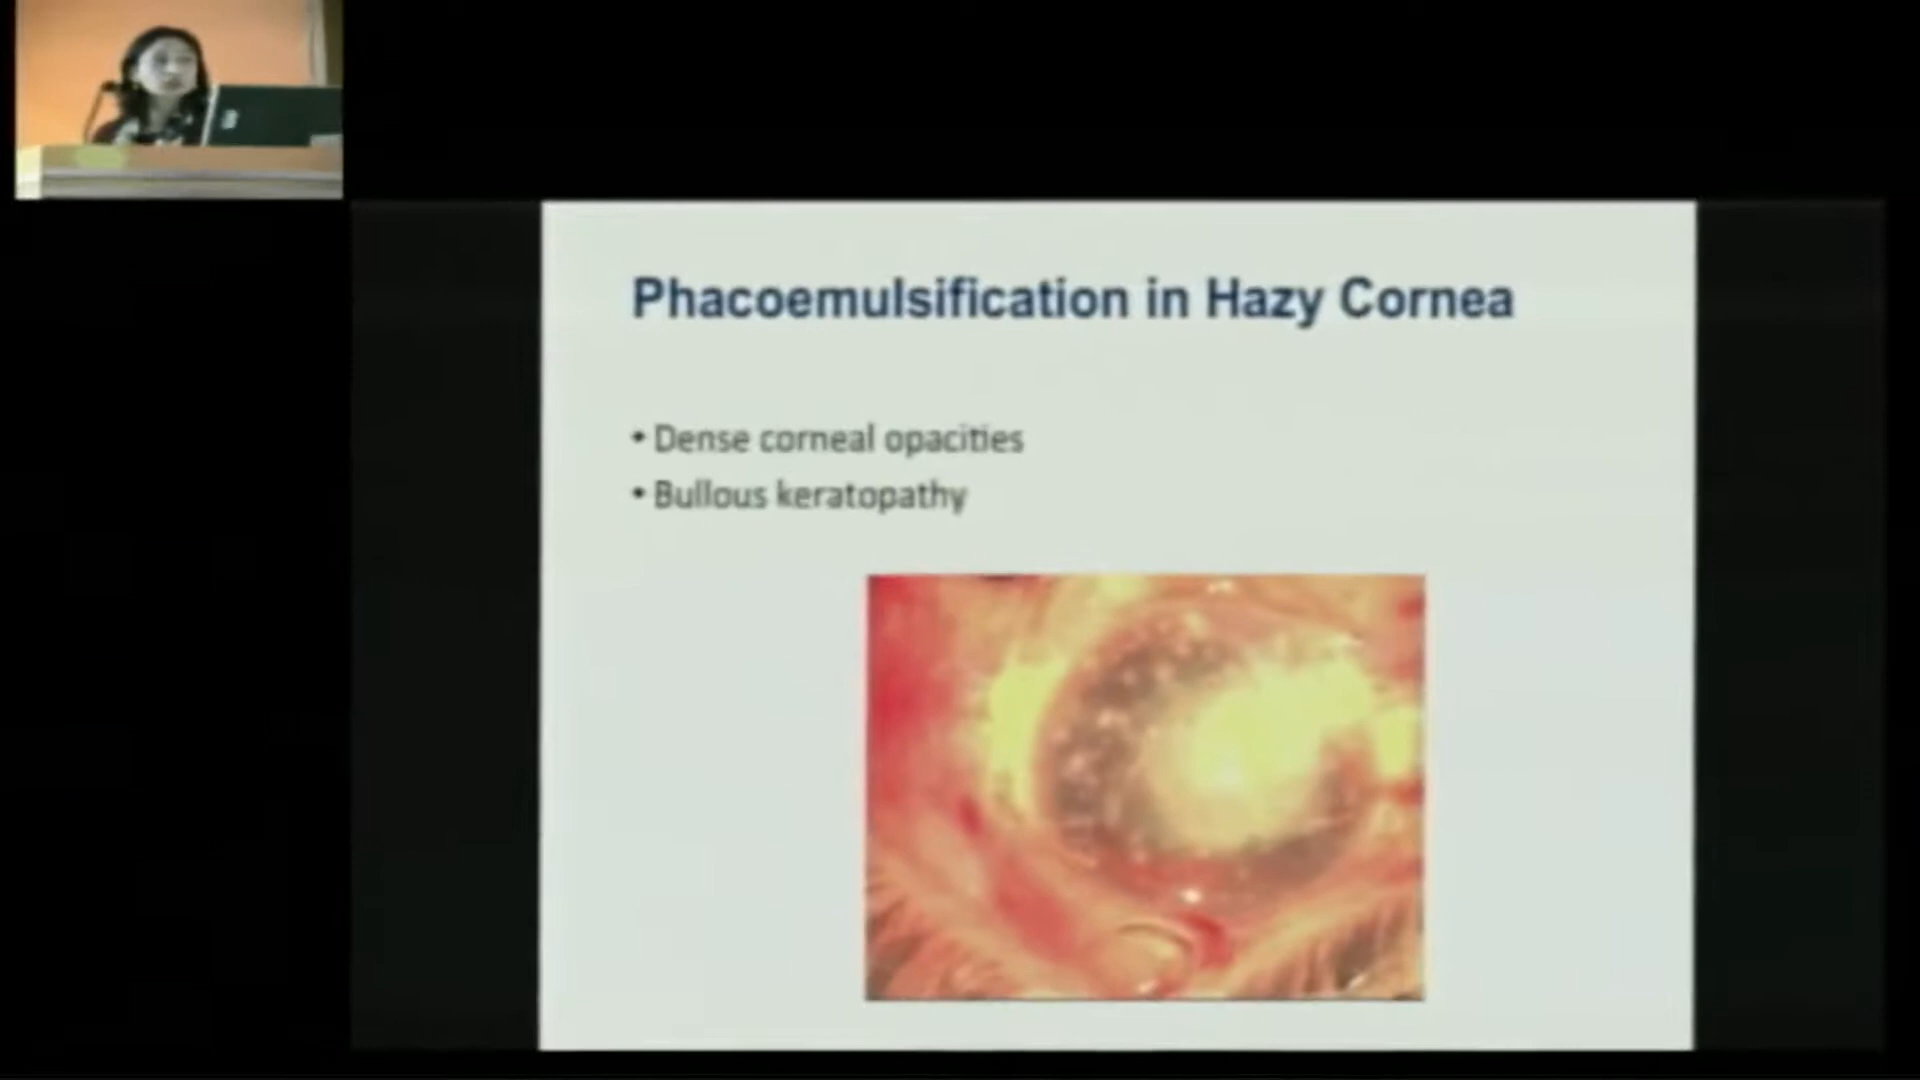 Phacoemulsification in Hazy Cornea
• Dense corneal opacities
• Bullous keratopathy